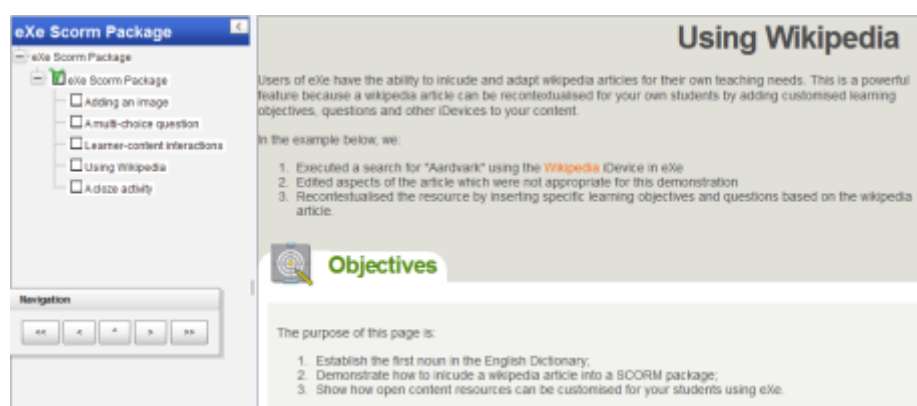 eXe Scorm Package
eXe Scorm Package
eXe Scorm Package
Adding an image
A multi-choice question
Learner-content interactions
Using Wikipedia
A cloze activity
Navigation
<<
<
^
>
>>
Using Wikipedia
Users of eXe have the ability to inlcude and adapt wikipedia articles for their own teaching needs. This is a powerful
feature because a wikipedia article can be recontextualised for your own students by adding customised learning
objectives, questions and other iDevices to your content.
In the example below, we:
1. Executed a search for "Aardvark" using the Wikipedia iDevice in eXe
2. Edited aspects of the article which were not appropriate for this demonstration
3. Recontextualised the resource by inserting specific learning objectives and questions based on the wikipedia
article.
Objectives
The purpose of this page is:
1. Establish the first noun in the English Dictionary;
2. Demonstrate how to inlcude a wikipedia article into a SCORM package;
3. Show how open content resources can be customised for your students using eXe.